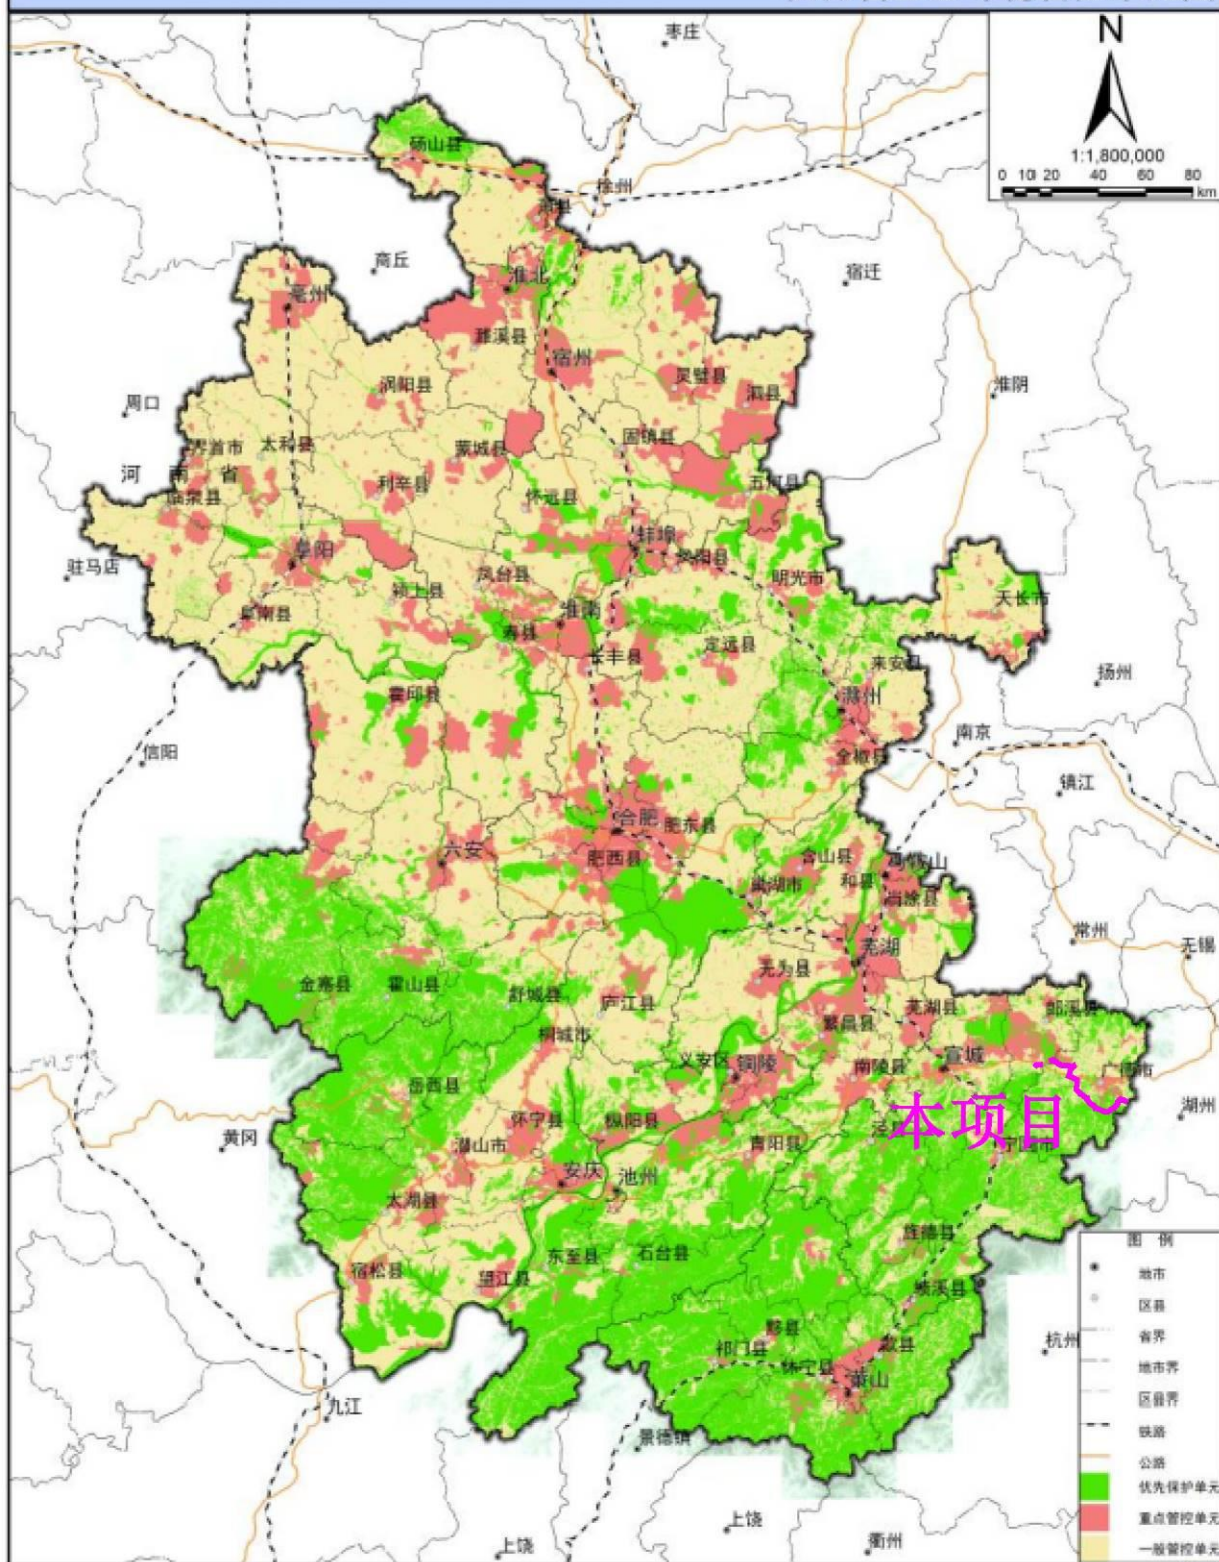 枣庄
N
1:1,800,000
0 10 20 40 60 80 km
砀山县
徐州
萧县
商丘
宿迁
淮北
亳州
濉溪县
宿州
灵璧县
泗县
涡阳县
淮阴
周口
界首市
太和县
蒙城县
固镇县
河南省
利辛县
临泉县
怀远县
五河县
蚌埠
阜阳
凤阳县
驻马店
凤台县
明光市
颍上县
天长市
阜南县
淮南
寿县
定远县
长丰县
来安县
扬州
霍邱县
滁州
南京
信阳
全椒县
镇江
合肥
肥东县
六安
肥西县
含山县
马鞍山
巢湖市
和县
当涂县
常州
无锡
芜湖
无为县
金寨县
霍山县
舒城县
庐江县
芜湖县
郎溪县
繁昌县
桐城市
义安区
铜陵
南陵县
宣城
广德市
岳西县
本项目
湖州
怀宁县
枞阳县
泾县
黄冈
潜山市
青阳县
宁国市
安庆
池州
太湖县
旌德县
东至县
石台县
宿松县
望江县
绩溪县
黟县
祁门县
歙县
休宁县
黄山
杭州
九江
景德镇
上饶
上饶
衢州
图 例
地市
区县
省界
地市界
区县界
铁路
公路
优先保护单元
重点管控单元
一般管控单元